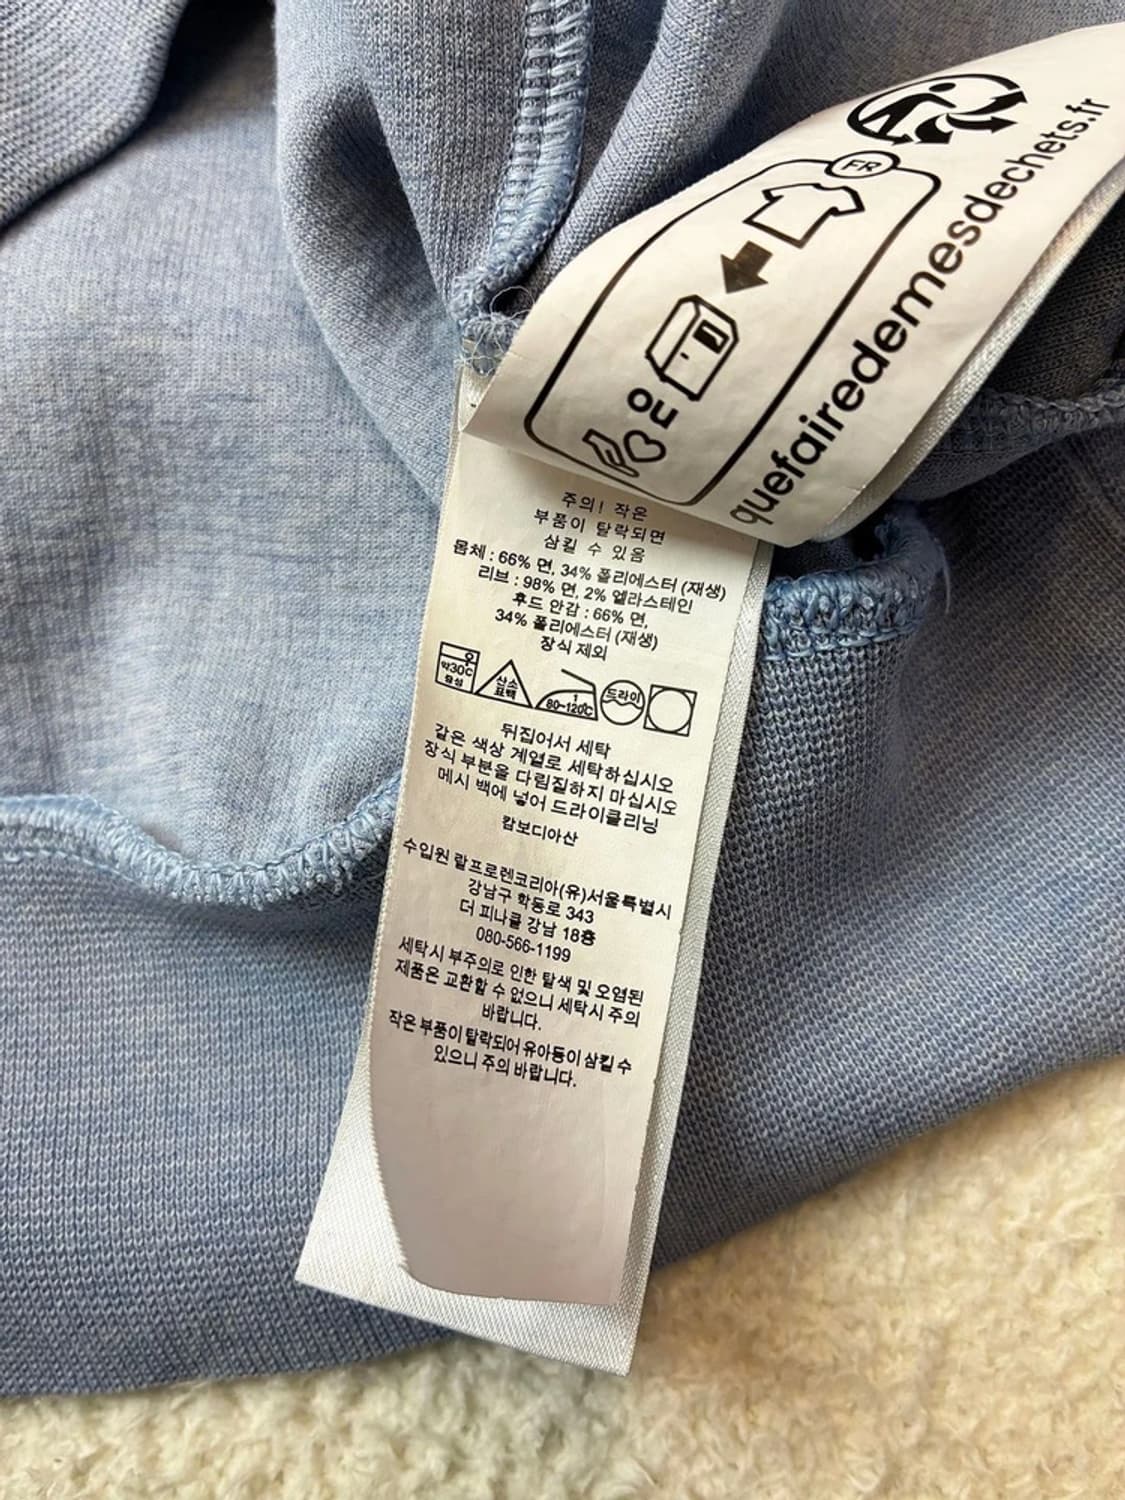 FR
quefairedemesdechets.fr
주의! 작은
부품이 탈락되면
삼킬 수 있음
몸체 : 66% 면, 34% 폴리에스터 (재생)
리브 : 98% 면, 2% 엘라스테인
후드 안감 : 66% 면,
34% 폴리에스터 (재생)
장식 제외
약30℃ 중성 산소 표백 1 80~120℃ 드라이
뒤집어서 세탁
같은 색상 계열로 세탁하십시오
장식 부분을 다림질하지 마십시오
메시 백에 넣어 드라이클리닝
캄보디아산
수입원 랄프로렌코리아(유)서울특별시
강남구 학동로 343
더 피나클 강남 18층
080-566-1199
세탁시 부주의로 인한 탈색 및 오염된
제품은 교환할 수 없으니 세탁시 주의
바랍니다.
작은 부품이 탈락되어 유아등이 삼킬 수
있으니 주의 바랍니다.